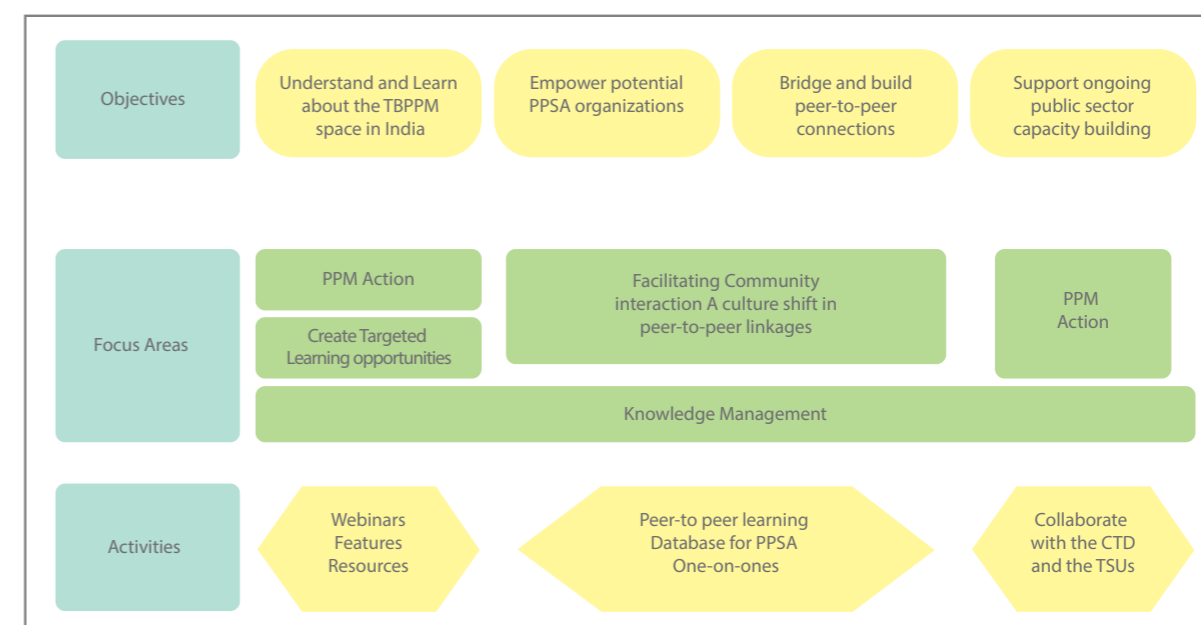 Objectives
Understand and Learn
about the TBPPM
space in India
Empower potential
PPSA organizations
Bridge and build
peer-to-peer
connections
Support ongoing
public sector
capacity building
Focus Areas
PPM Action
Create Targeted
Learning opportunities
Facilitating Community
interaction A culture shift in
peer-to-peer linkages
PPM
Action
Knowledge Management
Activities
Webinars
Features
Resources
Peer-to peer learning
Database for PPSA
One-on-ones
Collaborate
with the CTD
and the TSUs